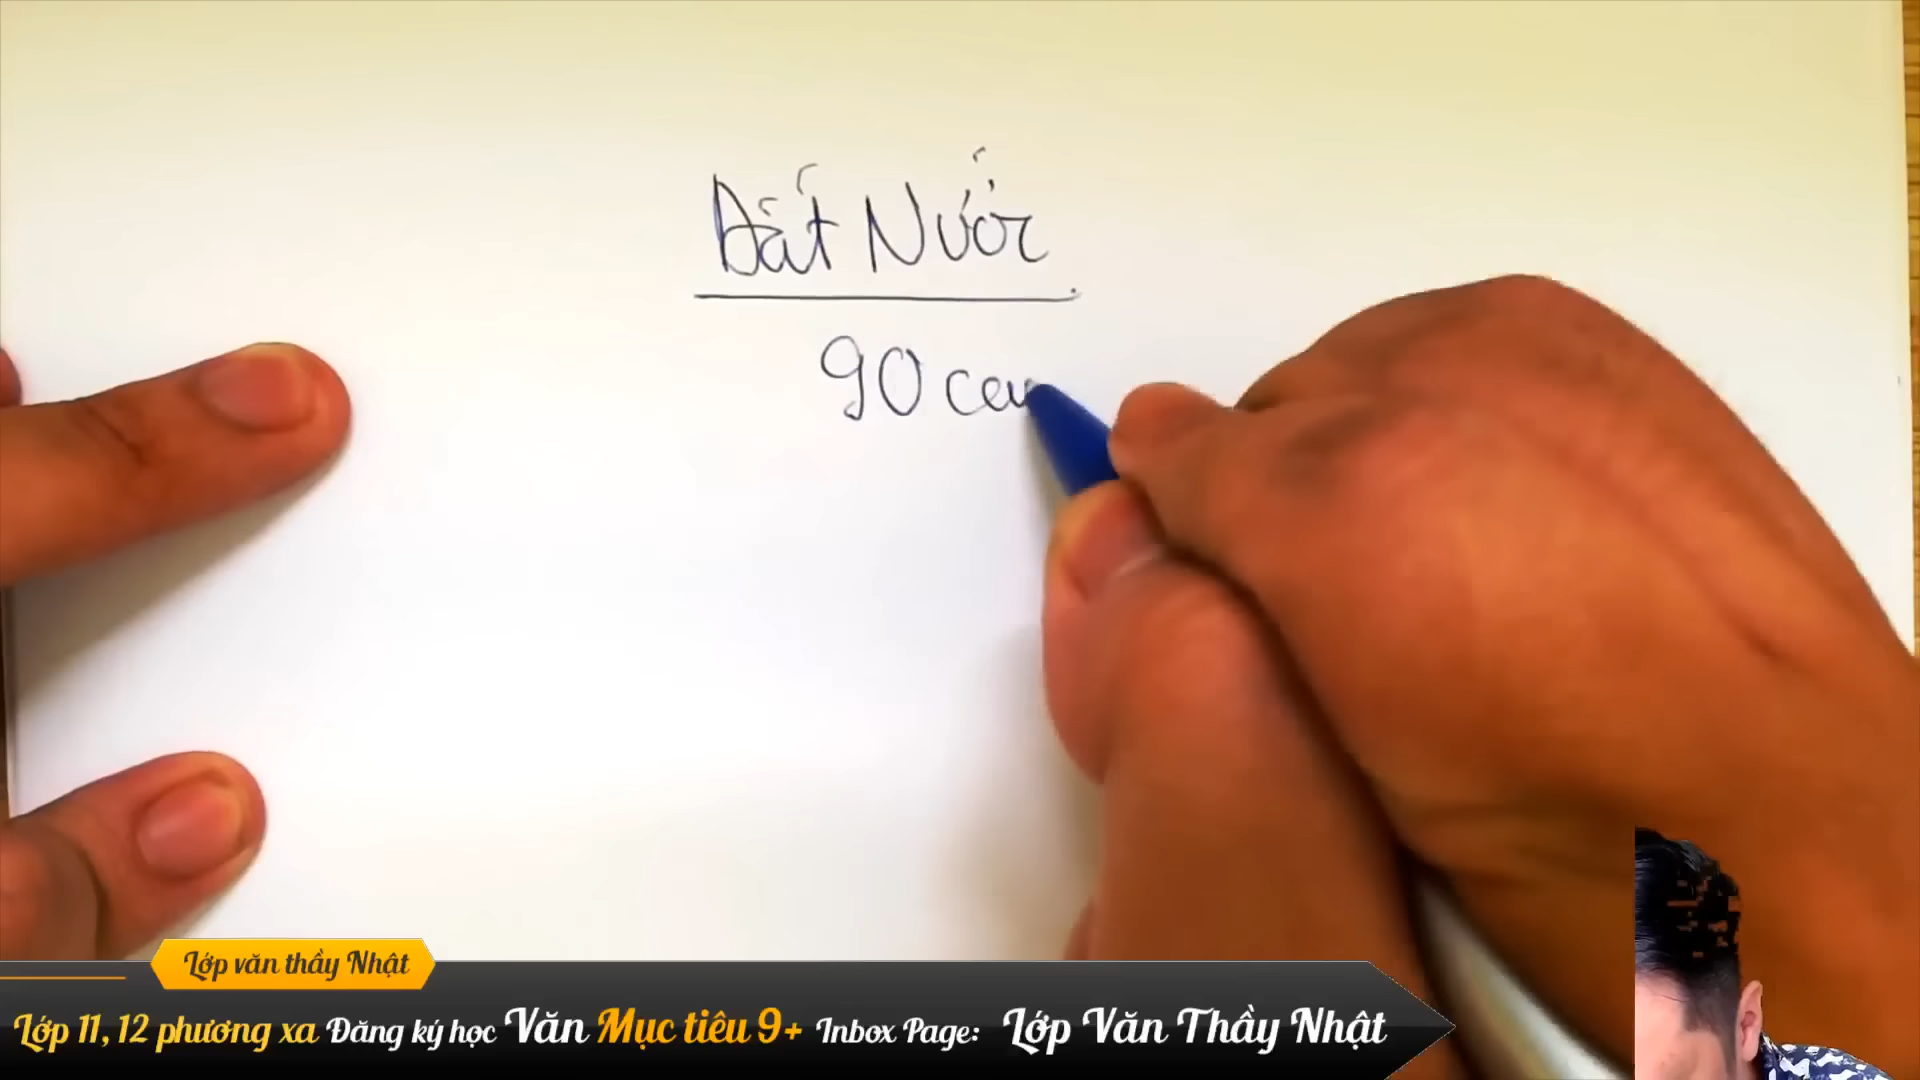 Đất Nước
90 câu
Lớp văn thầy Nhật
Lớp 11, 12 phương xa Đăng ký học Văn Mục tiêu 9+ Inbox Page: Lớp Văn Thầy Nhật